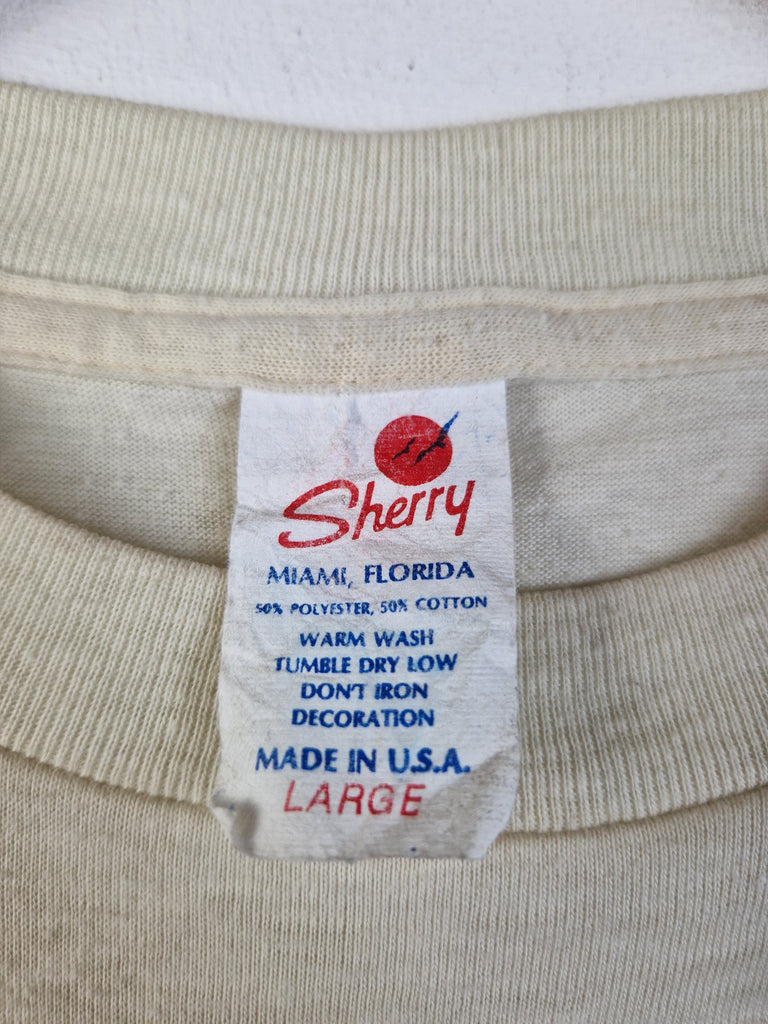 Sherry
MIAMI, FLORIDA
50% POLYESTER, 50% COTTON
WARM WASH
TUMBLE DRY LOW
DON'T IRON
DECORATION
MADE IN U.S.A.
LARGE